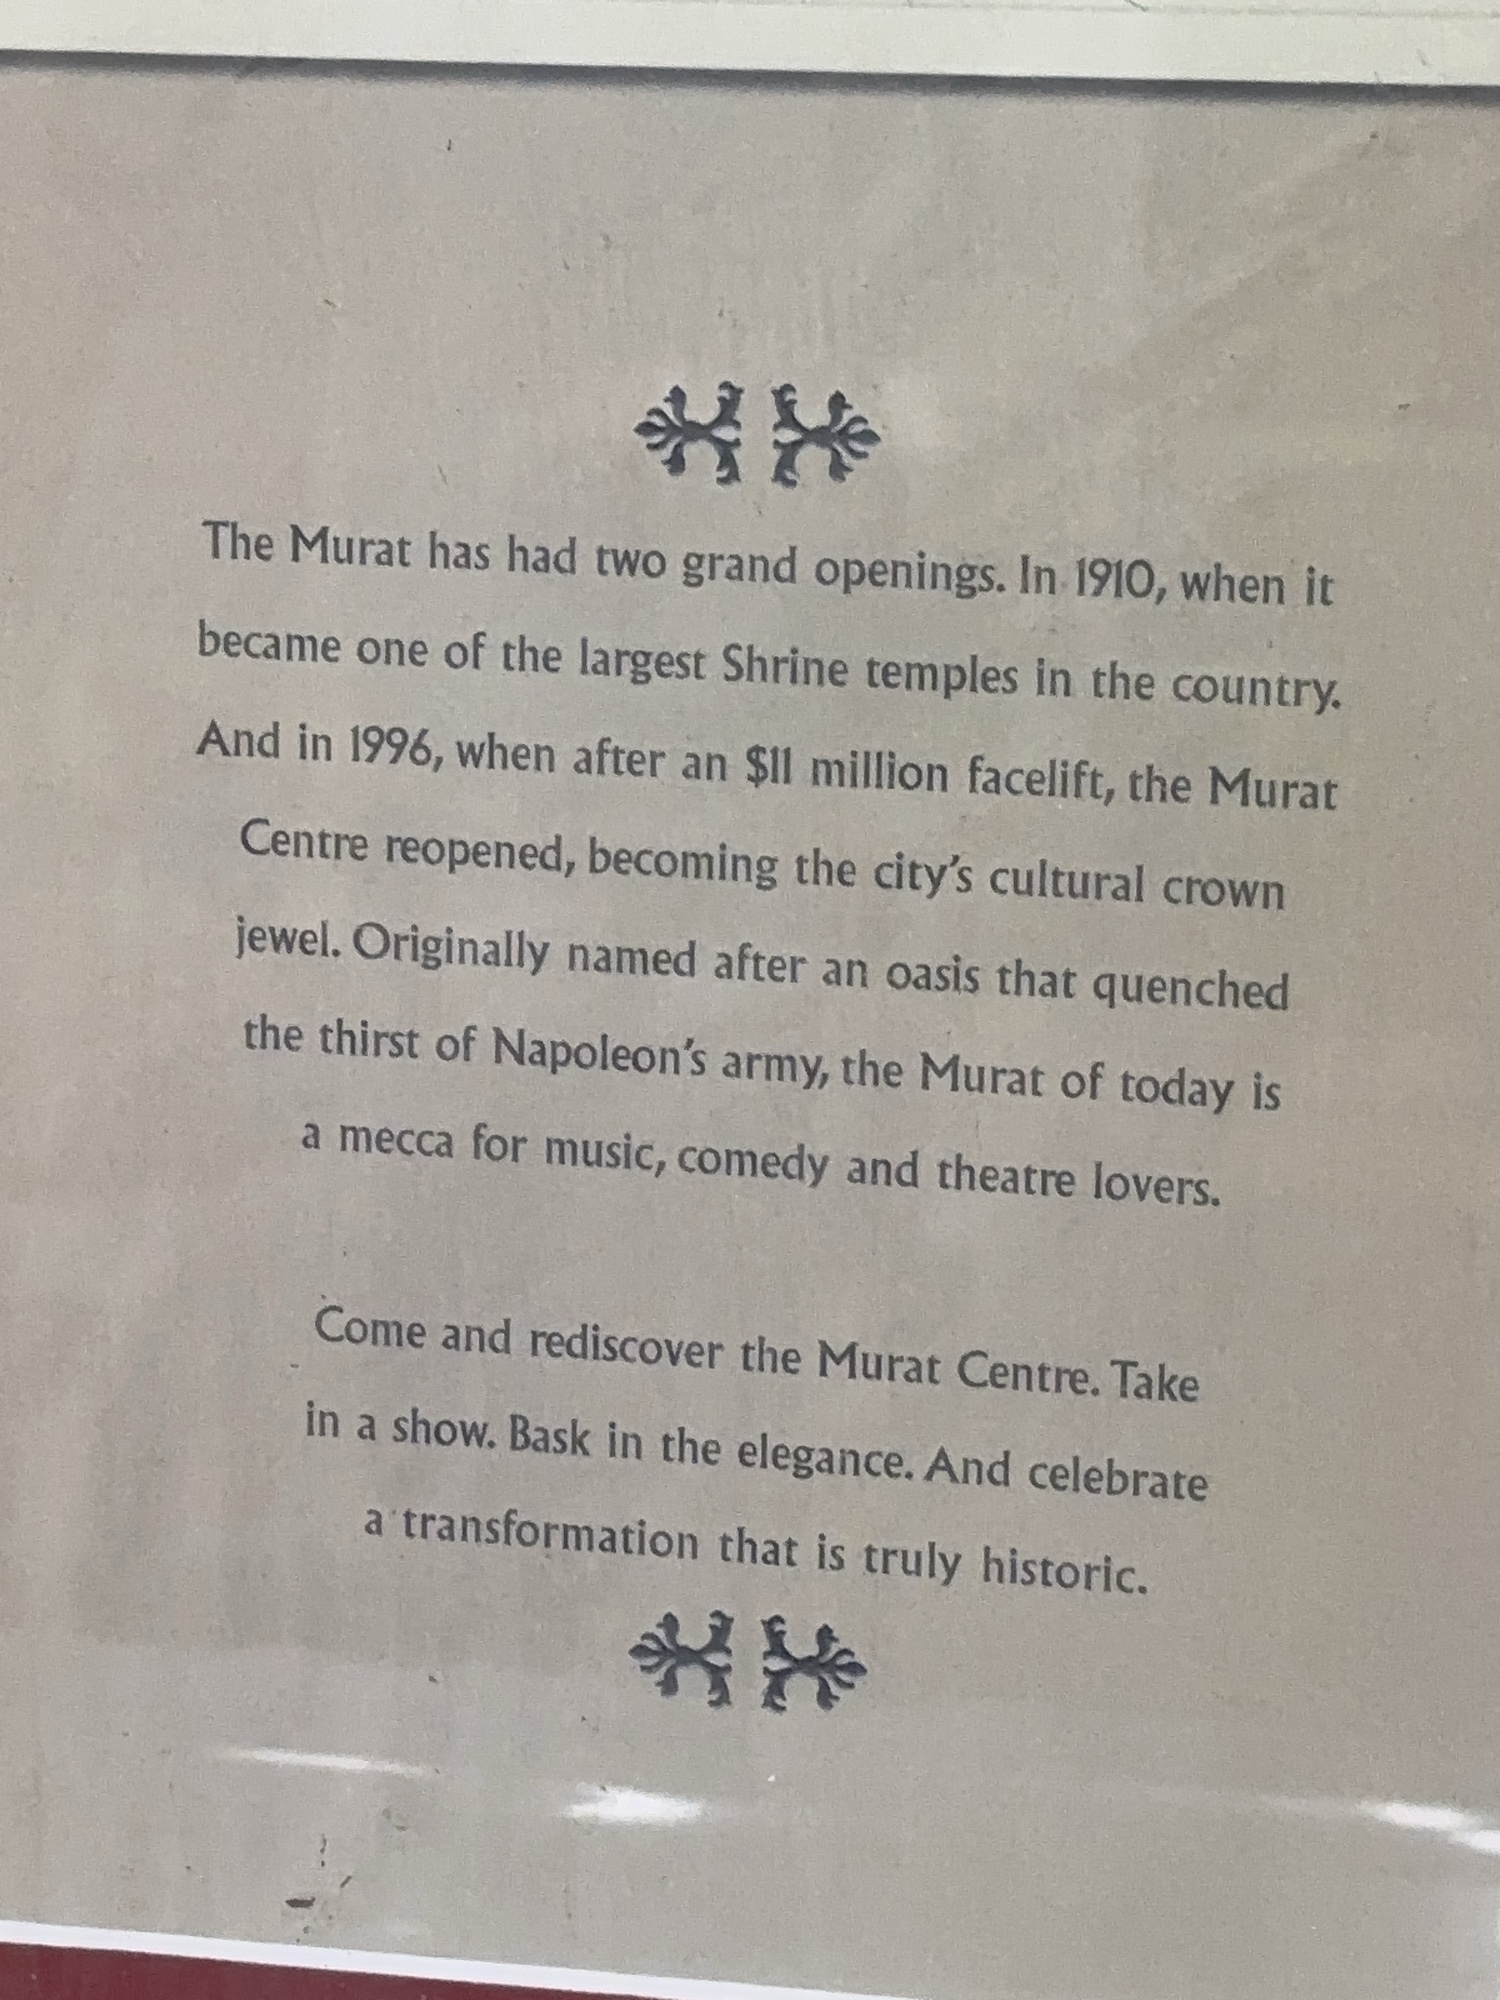 The Murat has had two grand openings. In 1910, when it
became one of the largest Shrine temples in the country.
And in 1996, when after an $11 million facelift, the Murat
Centre reopened, becoming the city's cultural crown
jewel. Originally named after an oasis that quenched
the thirst of Napoleon's army, the Murat of today is
a mecca for music, comedy and theatre lovers.
Come and rediscover the Murat Centre. Take
in a show. Bask in the elegance. And celebrate
a transformation that is truly historic.